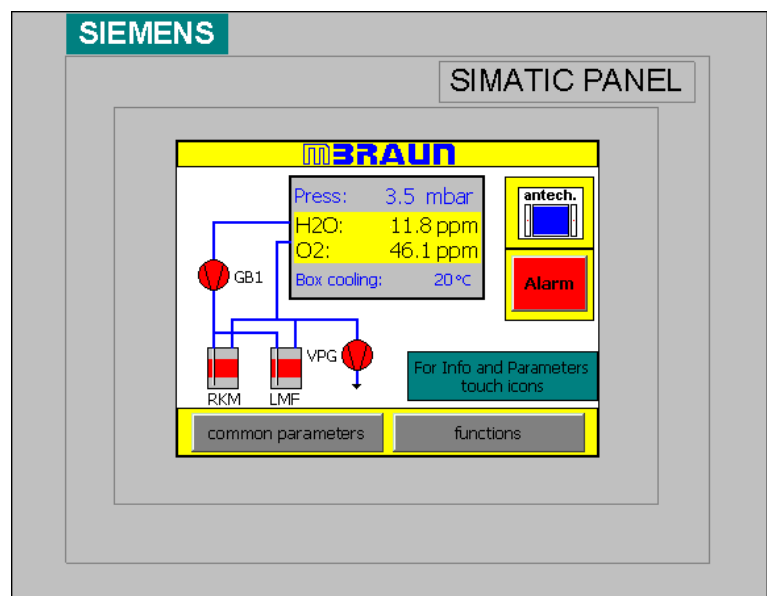 SIEMENS
SIMATIC PANEL
mBRAUN
Press: 3.5 mbar
H2O: 11.8 ppm
O2: 46.1 ppm
Box cooling: 20°C
antech.
Alarm
GB1
VPG
RKM
LMF
For Info and Parameters
touch icons
common parameters
functions